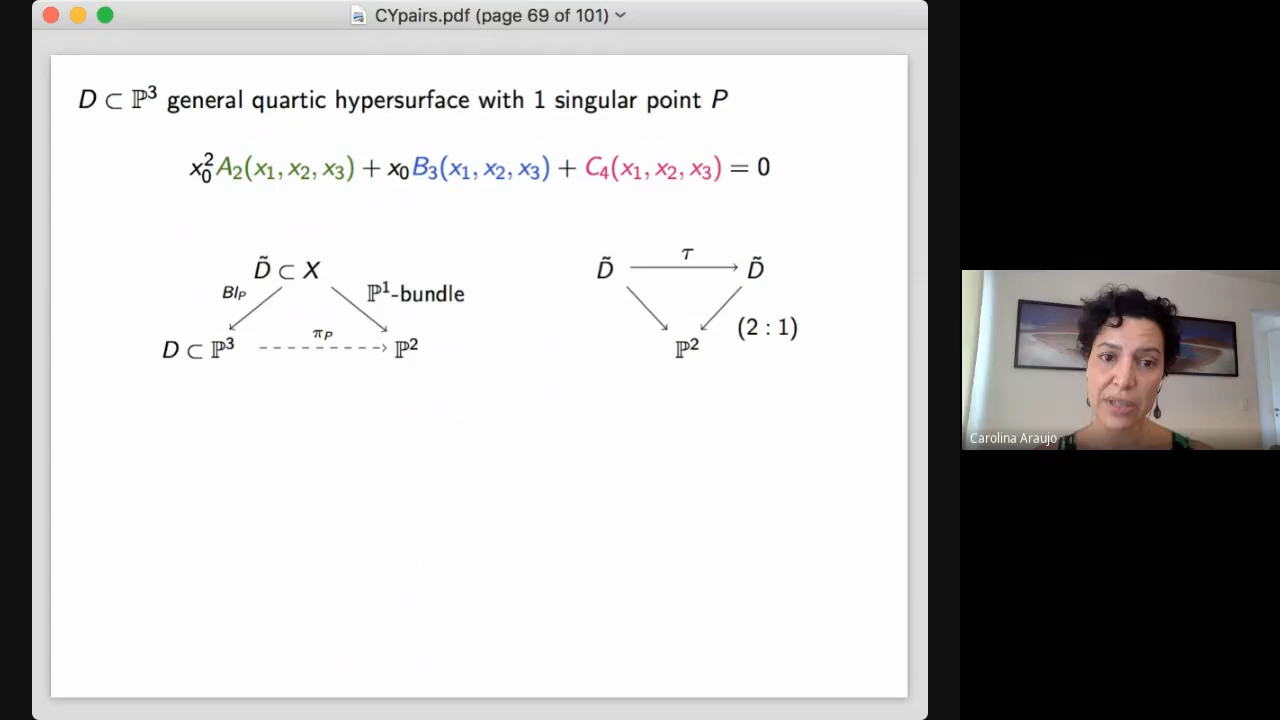 CYpairs.pdf (page 69 of 101)
D ⊂ ℙ³ general quartic hypersurface with 1 singular point P
x₀²A₂(x₁, x₂, x₃) + x₀B₃(x₁, x₂, x₃) + C₄(x₁, x₂, x₃) = 0
D̃ ⊂ X
Bl_P
ℙ¹-bundle
D ⊂ ℙ³
π_P
ℙ²
D̃
τ
D̃
(2 : 1)
ℙ²
Carolina Araujo